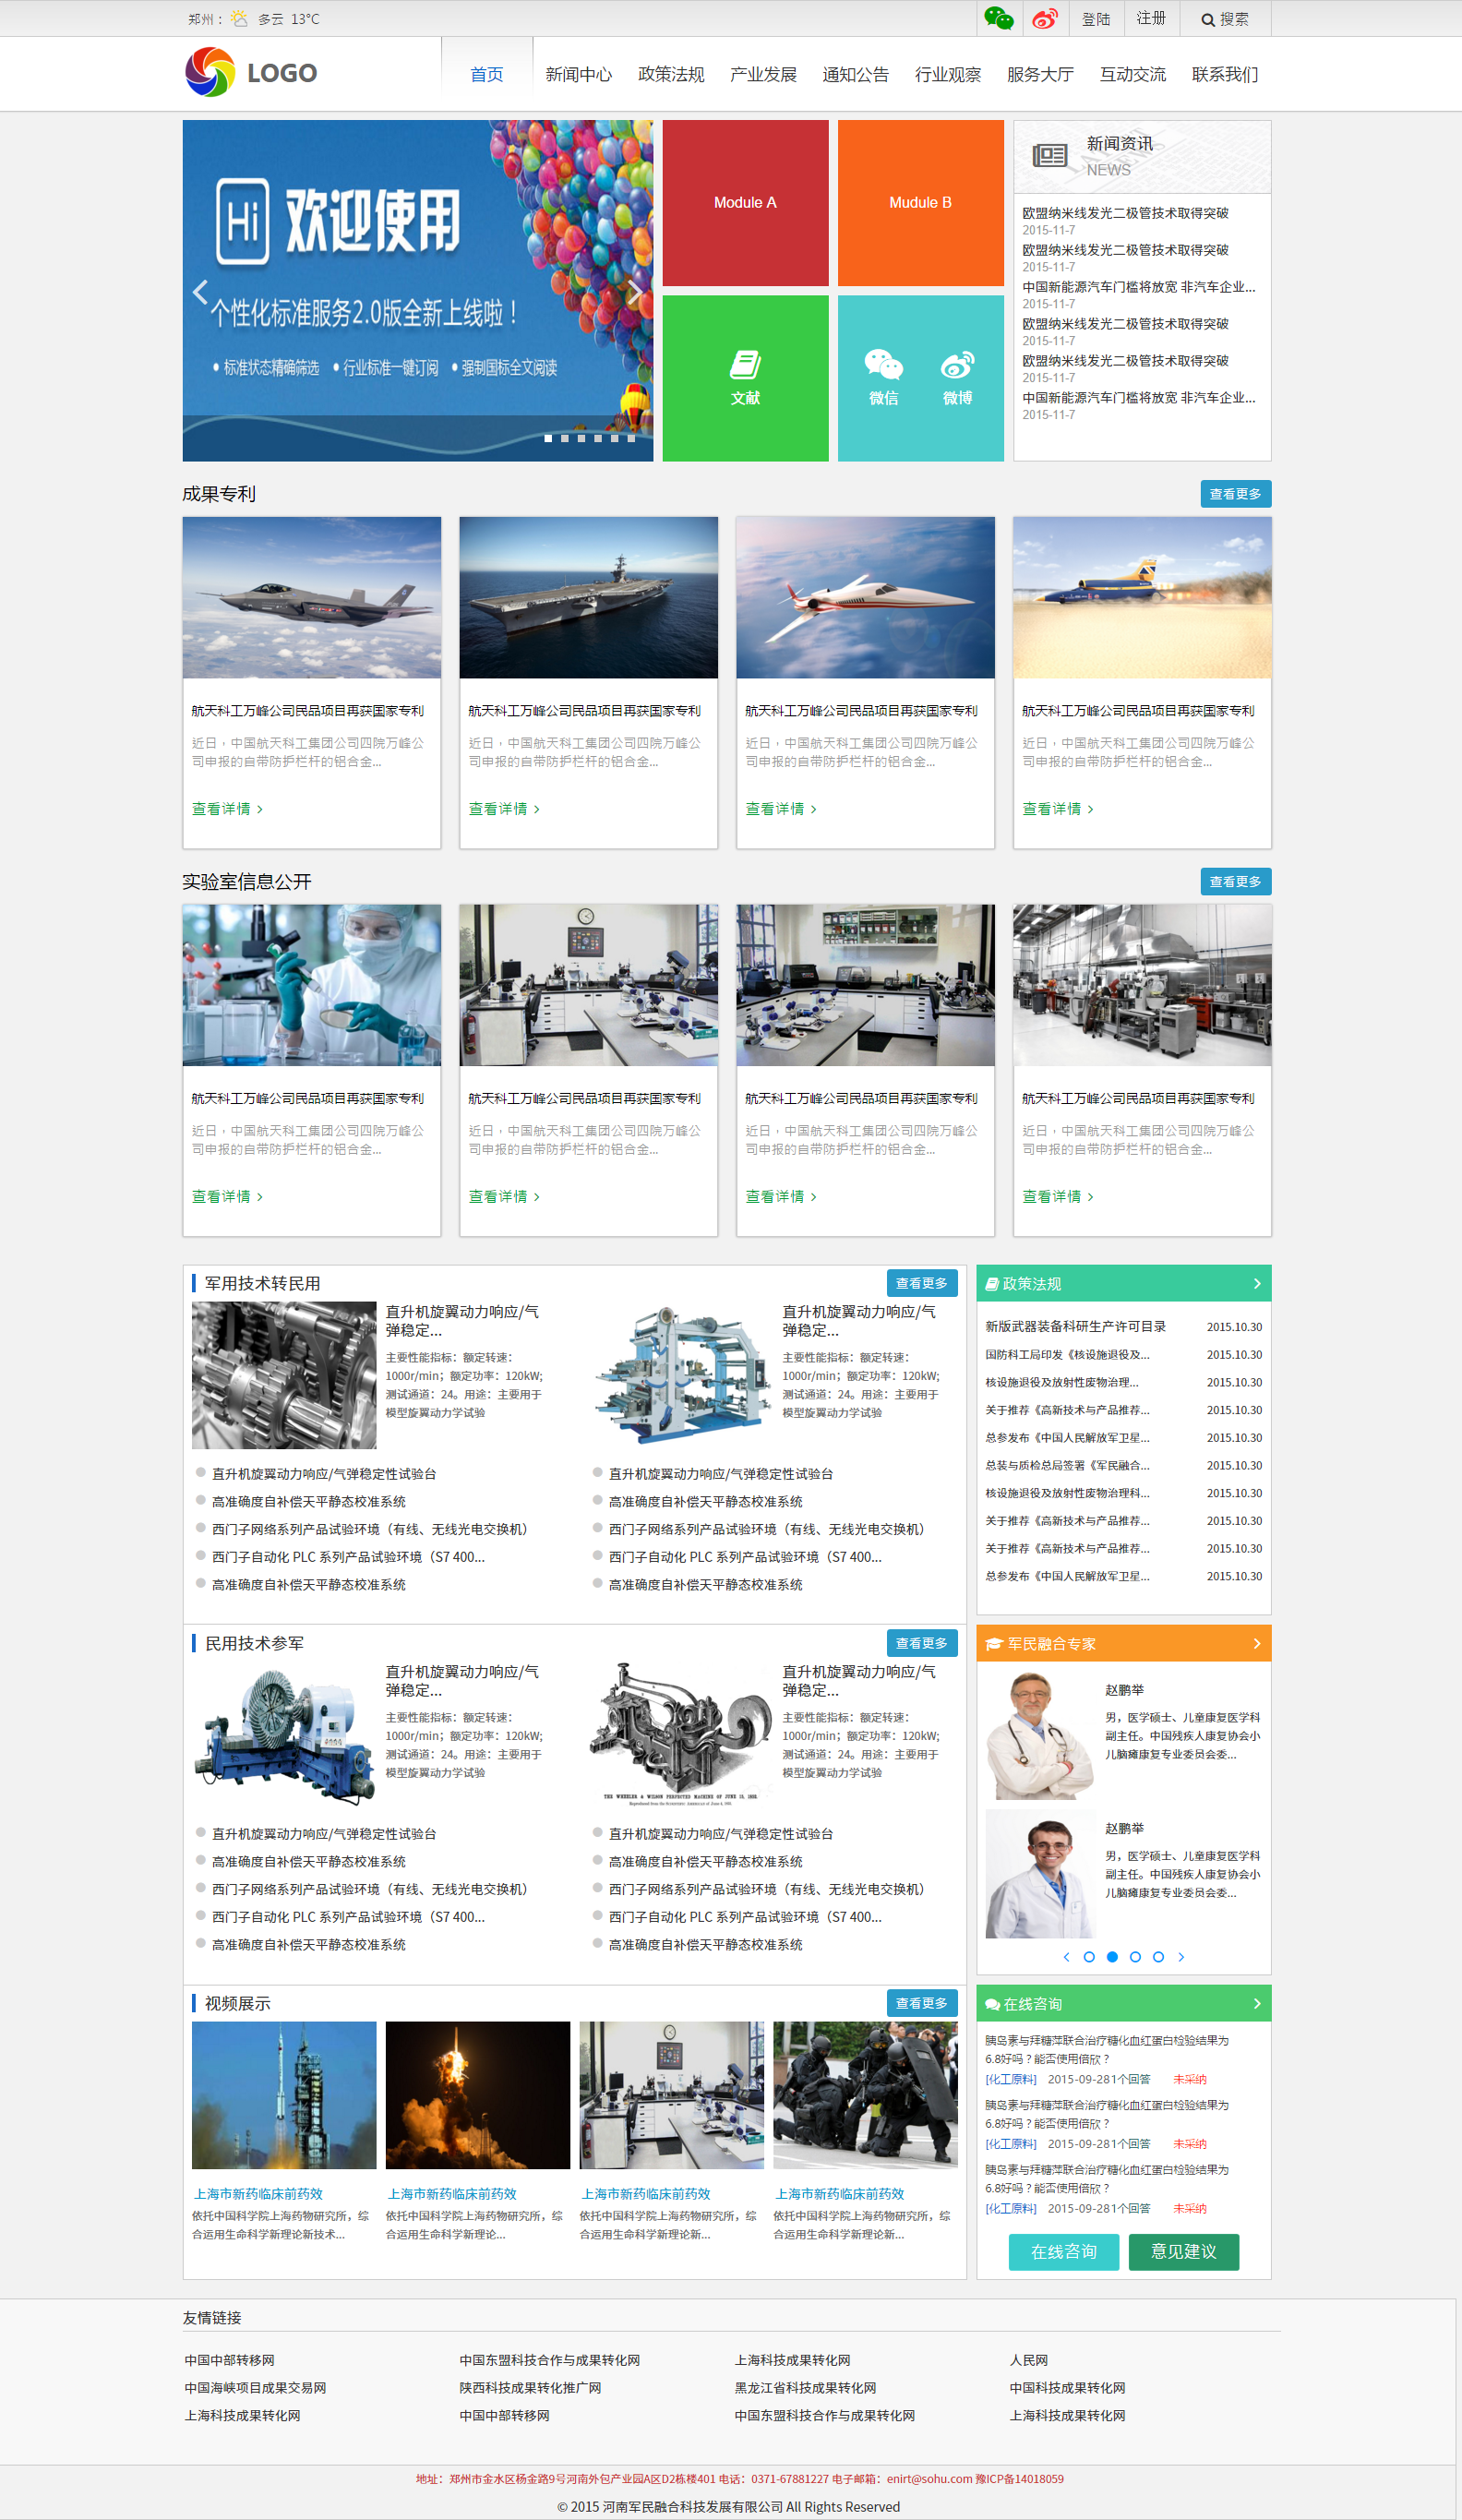 郑州：
多云 13°C
登陆
注册
搜索
LOGO
首页
新闻中心
政策法规
产业发展
通知公告
行业观察
服务大厅
互动交流
联系我们
Hi 欢迎使用
个性化标准服务2.0版全新上线啦！
• 标准状态精确筛选 • 行业标准一键订阅 • 强制国标全文阅读
Module A
Mudule B
文献
微信
微博
新闻资讯
NEWS
欧盟纳米线发光二极管技术取得突破
2015-11-7
欧盟纳米线发光二极管技术取得突破
2015-11-7
中国新能源汽车门槛将放宽 非汽车企业...
2015-11-7
欧盟纳米线发光二极管技术取得突破
2015-11-7
欧盟纳米线发光二极管技术取得突破
2015-11-7
中国新能源汽车门槛将放宽 非汽车企业...
2015-11-7
成果专利
查看更多
航天科工万峰公司民品项目再获国家专利
近日，中国航天科工集团公司四院万峰公
司申报的自带防护栏杆的铝合金...
查看详情 >
航天科工万峰公司民品项目再获国家专利
近日，中国航天科工集团公司四院万峰公
司申报的自带防护栏杆的铝合金...
查看详情 >
航天科工万峰公司民品项目再获国家专利
近日，中国航天科工集团公司四院万峰公
司申报的自带防护栏杆的铝合金...
查看详情 >
航天科工万峰公司民品项目再获国家专利
近日，中国航天科工集团公司四院万峰公
司申报的自带防护栏杆的铝合金...
查看详情 >
实验室信息公开
查看更多
航天科工万峰公司民品项目再获国家专利
近日，中国航天科工集团公司四院万峰公
司申报的自带防护栏杆的铝合金...
查看详情 >
航天科工万峰公司民品项目再获国家专利
近日，中国航天科工集团公司四院万峰公
司申报的自带防护栏杆的铝合金...
查看详情 >
航天科工万峰公司民品项目再获国家专利
近日，中国航天科工集团公司四院万峰公
司申报的自带防护栏杆的铝合金...
查看详情 >
航天科工万峰公司民品项目再获国家专利
近日，中国航天科工集团公司四院万峰公
司申报的自带防护栏杆的铝合金...
查看详情 >
军用技术转民用
查看更多
直升机旋翼动力响应/气
弹稳定...
主要性能指标：额定转速：
1000r/min；额定功率：120kW;
测试通道：24。用途：主要用于
模型旋翼动力学试验
直升机旋翼动力响应/气弹稳定性试验台
高准确度自补偿天平静态校准系统
西门子网络系列产品试验环境（有线、无线光电交换机）
西门子自动化 PLC 系列产品试验环境（S7 400...
高准确度自补偿天平静态校准系统
直升机旋翼动力响应/气
弹稳定...
主要性能指标：额定转速：
1000r/min；额定功率：120kW;
测试通道：24。用途：主要用于
模型旋翼动力学试验
直升机旋翼动力响应/气弹稳定性试验台
高准确度自补偿天平静态校准系统
西门子网络系列产品试验环境（有线、无线光电交换机）
西门子自动化 PLC 系列产品试验环境（S7 400...
高准确度自补偿天平静态校准系统
政策法规
新版武器装备科研生产许可目录 2015.10.30
国防科工局印发《核设施退役及... 2015.10.30
核设施退役及放射性废物治理... 2015.10.30
关于推荐《高新技术与产品推荐... 2015.10.30
总参发布《中国人民解放军卫星... 2015.10.30
总装与质检总局签署《军民融合... 2015.10.30
核设施退役及放射性废物治理科... 2015.10.30
关于推荐《高新技术与产品推荐... 2015.10.30
关于推荐《高新技术与产品推荐... 2015.10.30
总参发布《中国人民解放军卫星... 2015.10.30
民用技术参军
查看更多
直升机旋翼动力响应/气
弹稳定...
主要性能指标：额定转速：
1000r/min；额定功率：120kW;
测试通道：24。用途：主要用于
模型旋翼动力学试验
直升机旋翼动力响应/气弹稳定性试验台
高准确度自补偿天平静态校准系统
西门子网络系列产品试验环境（有线、无线光电交换机）
西门子自动化 PLC 系列产品试验环境（S7 400...
高准确度自补偿天平静态校准系统
THE WHEELER & WILSON PERFECTED MACHINE OF JUNE 15, 1852.
直升机旋翼动力响应/气
弹稳定...
主要性能指标：额定转速：
1000r/min；额定功率：120kW;
测试通道：24。用途：主要用于
模型旋翼动力学试验
直升机旋翼动力响应/气弹稳定性试验台
高准确度自补偿天平静态校准系统
西门子网络系列产品试验环境（有线、无线光电交换机）
西门子自动化 PLC 系列产品试验环境（S7 400...
高准确度自补偿天平静态校准系统
军民融合专家
赵鹏举
男，医学硕士、儿童康复医学科
副主任。中国残疾人康复协会小
儿脑瘫康复专业委员会委...
赵鹏举
男，医学硕士、儿童康复医学科
副主任。中国残疾人康复协会小
儿脑瘫康复专业委员会委...
视频展示
查看更多
上海市新药临床前药效
依托中国科学院上海药物研究所，综
合运用生命科学新理论新技术...
上海市新药临床前药效
依托中国科学院上海药物研究所，综
合运用生命科学新理论...
上海市新药临床前药效
依托中国科学院上海药物研究所，综
合运用生命科学新理论新...
上海市新药临床前药效
依托中国科学院上海药物研究所，综
合运用生命科学新理论新...
在线咨询
胰岛素与拜糖萍联合治疗糖化血红蛋白检验结果为
6.8好吗？能否使用倍欣？
[化工原料] 2015-09-281个回答 未采纳
胰岛素与拜糖萍联合治疗糖化血红蛋白检验结果为
6.8好吗？能否使用倍欣？
[化工原料] 2015-09-281个回答 未采纳
胰岛素与拜糖萍联合治疗糖化血红蛋白检验结果为
6.8好吗？能否使用倍欣？
[化工原料] 2015-09-281个回答 未采纳
在线咨询
意见建议
友情链接
中国中部转移网 中国东盟科技合作与成果转化网 上海科技成果转化网 人民网
中国海峡项目成果交易网 陕西科技成果转化推广网 黑龙江省科技成果转化网 中国科技成果转化网
上海科技成果转化网 中国中部转移网 中国东盟科技合作与成果转化网 上海科技成果转化网
地址：郑州市金水区杨金路9号河南外包产业园A区D2栋楼401 电话：0371-67881227 电子邮箱：enirt@sohu.com 豫ICP备14018059
© 2015 河南军民融合科技发展有限公司 All Rights Reserved